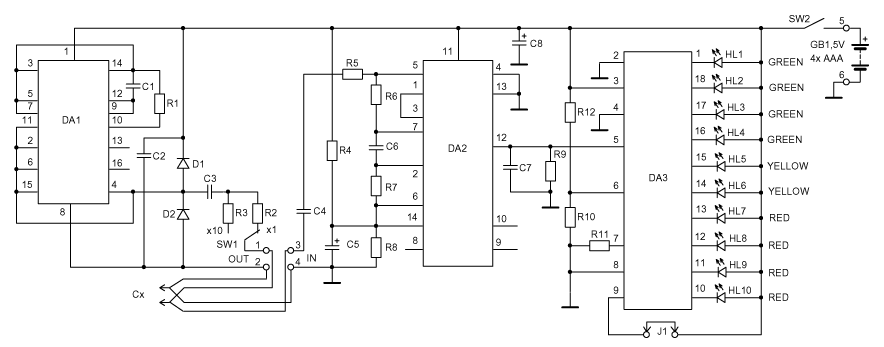 SW2
5
C8
GB1,5V
4x AAA
6
1
14
3
C1
5
12
R1
7
9
11
10
DA1
2
13
6
16
15
4
8
C2
D1
D2
C3
R3
R2
x10
x1
SW1
1
3
OUT
IN
2
4
Cx
C4
R5
R4
R6
C6
R7
R8
C5
11
5
4
1
13
3
7
DA2
12
2
6
14
10
8
9
C7
R9
R12
R10
R11
2
1
HL1
GREEN
3
18
HL2
GREEN
4
17
HL3
GREEN
5
16
HL4
GREEN
15
HL5
YELLOW
DA3
6
14
HL6
YELLOW
13
HL7
RED
7
12
HL8
RED
8
11
HL9
RED
9
10
HL10
RED
J1